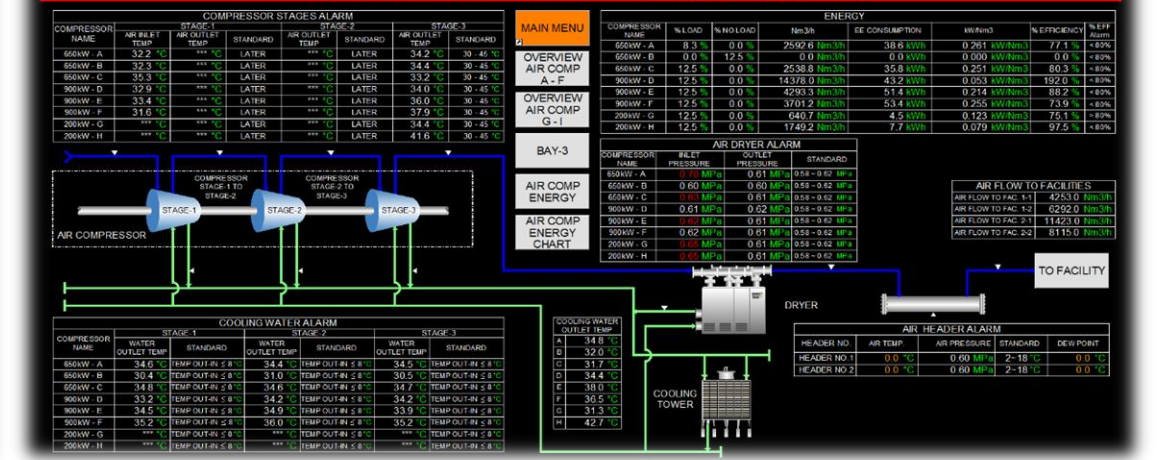 COMPRESSOR STAGES ALARM
COMPRESSOR NAME STAGE-1 STAGE-2 STAGE-3
AIR INLET TEMP AIR OUTLET TEMP STANDARD AIR OUTLET TEMP STANDARD AIR OUTLET TEMP STANDARD
650kW - A 32.2 °C *** °C LATER *** °C LATER 34.2 °C 30 - 45 °C
650kW - B 32.3 °C *** °C LATER *** °C LATER 34.4 °C 30 - 45 °C
650kW - C 35.3 °C *** °C LATER *** °C LATER 33.2 °C 30 - 45 °C
900kW - D 32.9 °C *** °C LATER *** °C LATER 34.0 °C 30 - 45 °C
900kW - E 33.4 °C *** °C LATER *** °C LATER 36.0 °C 30 - 45 °C
900kW - F 31.6 °C *** °C LATER *** °C LATER 37.9 °C 30 - 45 °C
200kW - G *** °C *** °C LATER *** °C LATER 34.4 °C 30 - 45 °C
200kW - H *** °C *** °C LATER *** °C LATER 41.6 °C 30 - 45 °C
MAIN MENU
OVERVIEW
AIR COMP
A - F
OVERVIEW
AIR COMP
G - I
BAY-3
AIR COMP
ENERGY
AIR COMP
ENERGY
CHART
ENERGY
COMPRESSOR NAME % LOAD % NO LOAD Nm3/h EE CONSUMPTION kW/Nm3 % EFFICIENCY % EFF Alarm
650kW - A 8.3 % 0.0 % 2592.6 Nm3/h 38.6 kWh 0.261 kW/Nm3 77.1 % <80%
650kW - B 0.0 % 12.5 % 0.0 Nm3/h 0.0 kWh 0.000 kW/Nm3 0.0 % <80%
650kW - C 12.5 % 0.0 % 2538.8 Nm3/h 35.8 kWh 0.251 kW/Nm3 80.3 % <80%
900kW - D 12.5 % 0.0 % 14378.0 Nm3/h 43.2 kWh 0.053 kW/Nm3 192.0 % <80%
900kW - E 12.5 % 0.0 % 4293.3 Nm3/h 51.4 kWh 0.214 kW/Nm3 88.2 % <80%
900kW - F 12.5 % 0.0 % 3701.2 Nm3/h 53.4 kWh 0.255 kW/Nm3 73.9 % <80%
200kW - G 12.5 % 0.0 % 640.7 Nm3/h 4.5 kWh 0.123 kW/Nm3 75.1 % >80%
200kW - H 12.5 % 0.0 % 1749.2 Nm3/h 7.7 kWh 0.079 kW/Nm3 97.5 % <80%
AIR DRYER ALARM
COMPRESSOR NAME INLET PRESSURE OUTLET PRESSURE STANDARD
650kW - A 0.70 MPa 0.61 MPa 0.58 ~ 0.62 MPa
650kW - B 0.60 MPa 0.60 MPa 0.58 ~ 0.62 MPa
650kW - C 0.63 MPa 0.61 MPa 0.58 ~ 0.62 MPa
900kW - D 0.61 MPa 0.62 MPa 0.58 ~ 0.62 MPa
900kW - E 0.62 MPa 0.61 MPa 0.58 ~ 0.62 MPa
900kW - F 0.62 MPa 0.61 MPa 0.58 ~ 0.62 MPa
200kW - G 0.65 MPa 0.61 MPa 0.58 ~ 0.62 MPa
200kW - H 0.65 MPa 0.61 MPa 0.58 ~ 0.62 MPa
AIR FLOW TO FACILITIES
AIR FLOW TO FAC. 1-1 4253.0 Nm3/h
AIR FLOW TO FAC. 1-2 6292.0 Nm3/h
AIR FLOW TO FAC. 2-1 11423.0 Nm3/h
AIR FLOW TO FAC. 2-2 8115.0 Nm3/h
COMPRESSOR
STAGE-1 TO
STAGE-2
COMPRESSOR
STAGE-2 TO
STAGE-3
STAGE-1
STAGE-2
STAGE-3
AIR COMPRESSOR
TO FACILITY
DRYER
COOLING
TOWER
COOLING WATER ALARM
COMPRESSOR NAME STAGE-1 STAGE-2 STAGE-3
WATER OUTLET TEMP STANDARD WATER OUTLET TEMP STANDARD WATER OUTLET TEMP STANDARD
650kW - A 34.6 °C TEMP OUT-IN ≤ 8 °C 34.4 °C TEMP OUT-IN ≤ 8 °C 34.5 °C TEMP OUT-IN ≤ 8 °C
650kW - B 30.4 °C TEMP OUT-IN ≤ 8 °C 31.0 °C TEMP OUT-IN ≤ 8 °C 30.5 °C TEMP OUT-IN ≤ 8 °C
650kW - C 34.8 °C TEMP OUT-IN ≤ 8 °C 34.6 °C TEMP OUT-IN ≤ 8 °C 34.7 °C TEMP OUT-IN ≤ 8 °C
900kW - D 33.2 °C TEMP OUT-IN ≤ 8 °C 34.2 °C TEMP OUT-IN ≤ 8 °C 34.2 °C TEMP OUT-IN ≤ 8 °C
900kW - E 34.5 °C TEMP OUT-IN ≤ 8 °C 34.9 °C TEMP OUT-IN ≤ 8 °C 33.9 °C TEMP OUT-IN ≤ 8 °C
900kW - F 35.2 °C TEMP OUT-IN ≤ 8 °C 36.0 °C TEMP OUT-IN ≤ 8 °C 35.2 °C TEMP OUT-IN ≤ 8 °C
200kW - G *** °C TEMP OUT-IN ≤ 8 °C *** °C TEMP OUT-IN ≤ 8 °C *** °C TEMP OUT-IN ≤ 8 °C
200kW - H *** °C TEMP OUT-IN ≤ 8 °C *** °C TEMP OUT-IN ≤ 8 °C *** °C TEMP OUT-IN ≤ 8 °C
COOLING WATER
OUTLET TEMP
A 34.8 °C
B 32.0 °C
C 31.7 °C
D 34.4 °C
E 38.0 °C
F 36.5 °C
G 31.3 °C
H 42.7 °C
AIR HEADER ALARM
HEADER NO. AIR TEMP. AIR PRESSURE STANDARD DEW POINT
HEADER NO.1 0.0 °C 0.60 MPa 2~18 °C 0.0 °C
HEADER NO.2 0.0 °C 0.60 MPa 2~18 °C 0.0 °C